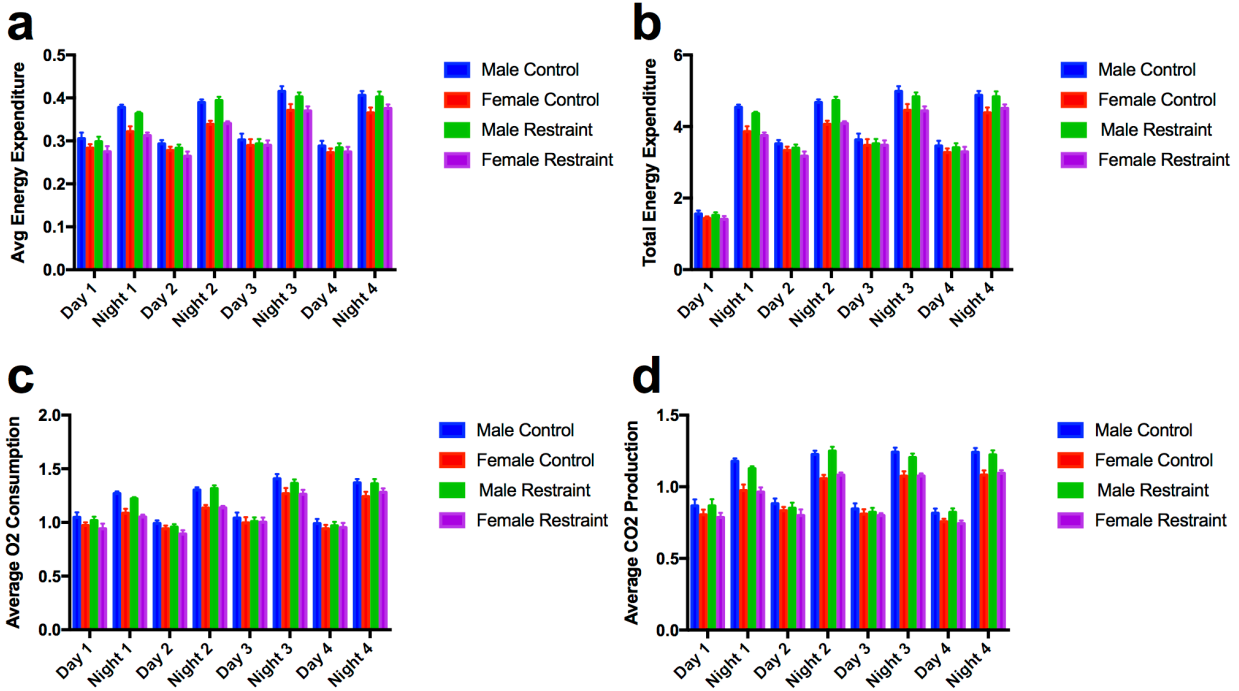 a
Avg Energy Expenditure
0.5
0.4
0.3
0.2
0.1
0.0
Day 1
Night 1
Day 2
Night 2
Day 3
Night 3
Day 4
Night 4
Male Control
Female Control
Male Restraint
Female Restraint
b
Total Energy Expenditure
6
4
2
0
Day 1
Night 1
Day 2
Night 2
Day 3
Night 3
Day 4
Night 4
Male Control
Female Control
Male Restraint
Female Restraint
c
Average O2 Consumption
2.0
1.5
1.0
0.5
0.0
Day 1
Night 1
Day 2
Night 2
Day 3
Night 3
Day 4
Night 4
Male Control
Female Control
Male Restraint
Female Restraint
d
Average CO2 Production
1.5
1.0
0.5
0.0
Day 1
Night 1
Day 2
Night 2
Day 3
Night 3
Day 4
Night 4
Male Control
Female Control
Male Restraint
Female Restraint